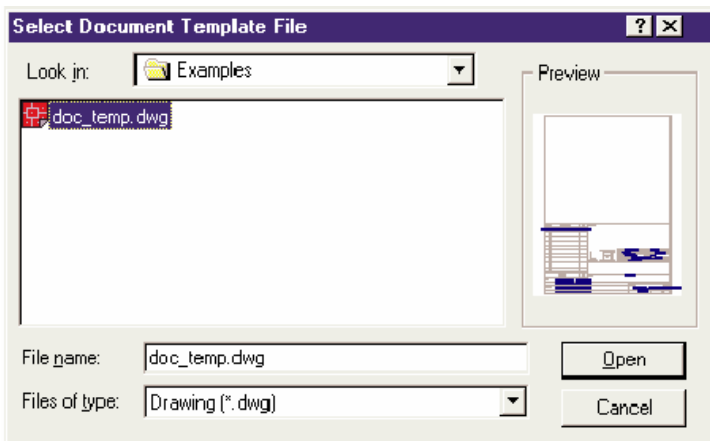 Select Document Template File
Look in:
Examples
Preview
doc_temp.dwg
File name:
doc_temp.dwg
Open
Files of type:
Drawing (*.dwg)
Cancel